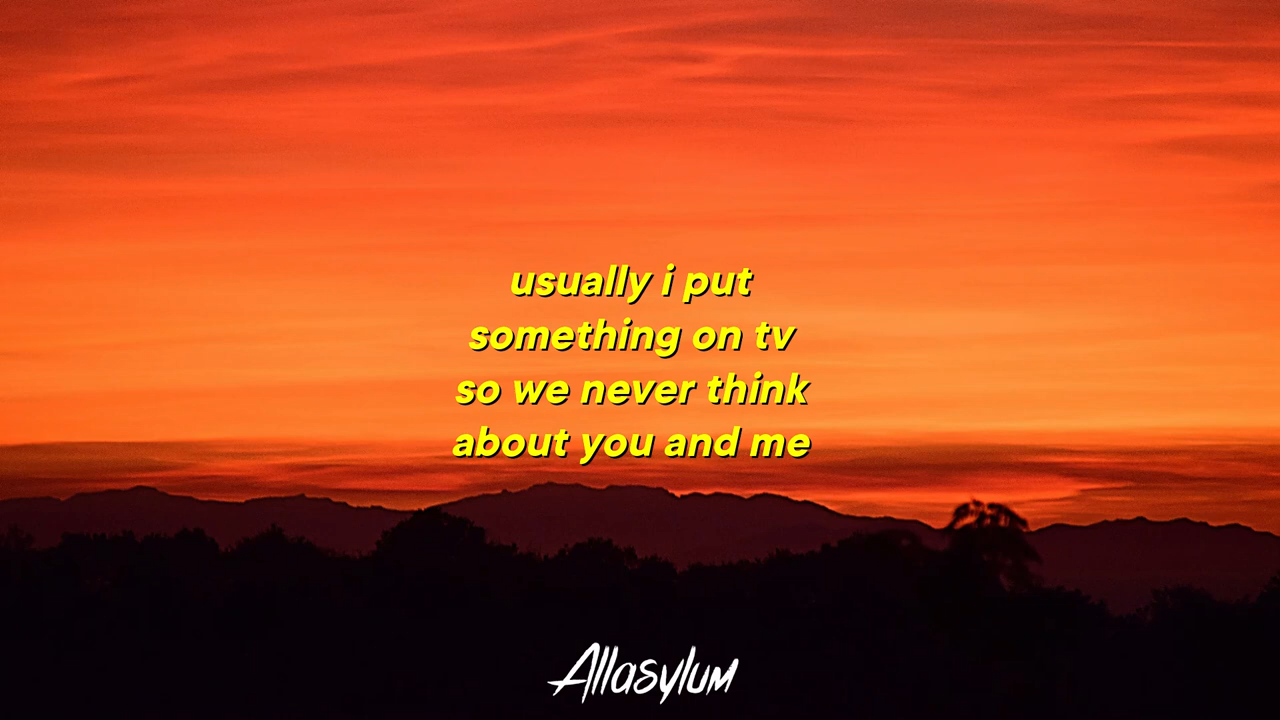 usually i put
something on tv
so we never think
about you and me
Allasylum